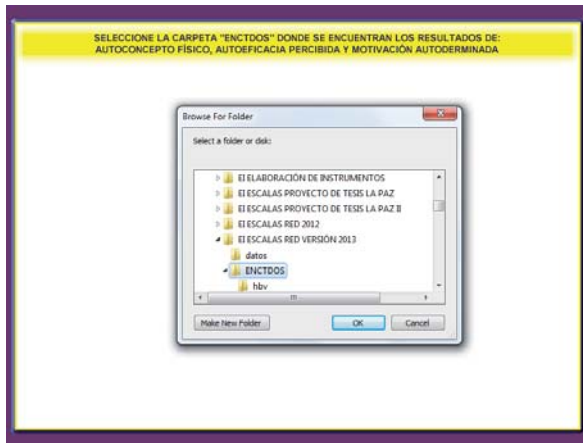 SELECCIONE LA CARPETA "ENCTDOS" DONDE SE ENCUENTRAN LOS RESULTADOS DE:
AUTOCONCEPTO FÍSICO, AUTOEFICACIA PERCIBIDA Y MOTIVACIÓN AUTODERMINADA
Browse For Folder
Select a folder or disk:
EI ELABORACIÓN DE INSTRUMENTOS
EI ESCALAS PROYECTO DE TESIS LA PAZ
EI ESCALAS PROYECTO DE TESIS LA PAZ II
EI ESCALAS RED 2012
EI ESCALAS RED VERSIÓN 2013
datos
ENCTDOS
hbv
Make New Folder OK Cancel